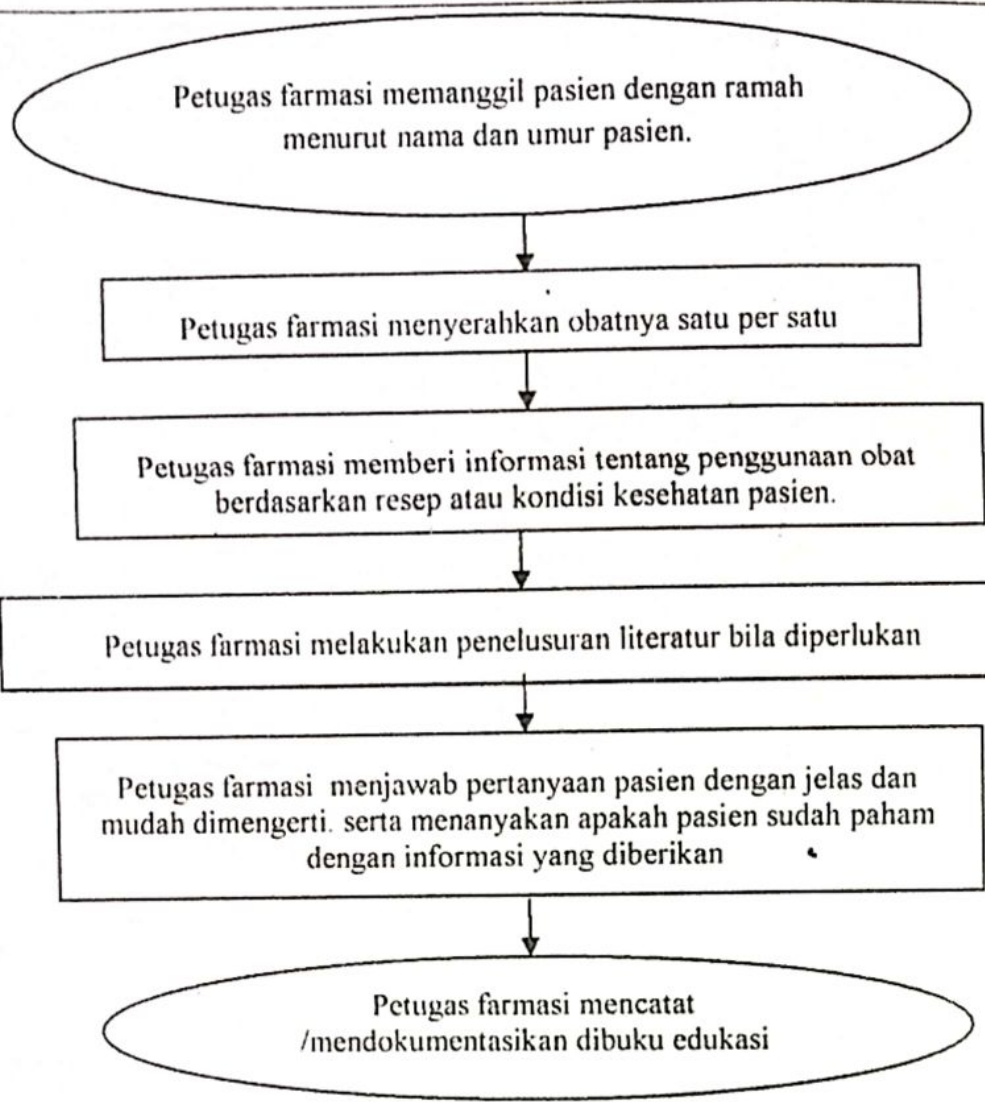 Petugas farmasi memanggil pasien dengan ramah
menurut nama dan umur pasien.
Petugas farmasi menyerahkan obatnya satu per satu
Petugas farmasi memberi informasi tentang penggunaan obat
berdasarkan resep atau kondisi kesehatan pasien.
Petugas farmasi melakukan penelusuran literatur bila diperlukan
Petugas farmasi menjawab pertanyaan pasien dengan jelas dan
mudah dimengerti. serta menanyakan apakah pasien sudah paham
dengan informasi yang diberikan
Petugas farmasi mencatat
/mendokumentasikan dibuku edukasi